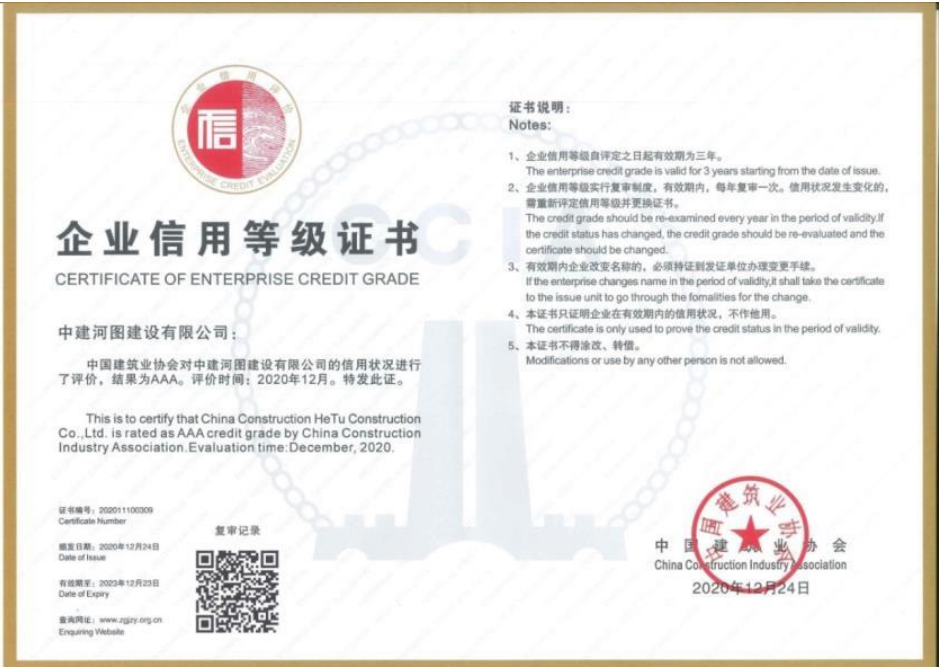 企业信用评价
信
ENTERPRISE CREDIT EVALUATION
企业信用等级证书
CERTIFICATE OF ENTERPRISE CREDIT GRADE
中建河图建设有限公司：
中国建筑业协会对中建河图建设有限公司的信用状况进行
了评价，结果为AAA。评价时间：2020年12月。特发此证。
This is to certify that China Construction HeTu Construction
Co.,Ltd. is rated as AAA credit grade by China Construction
Industry Association.Evaluation time:December, 2020.
证书编号：202011100309
Certificate Number
颁发日期：2020年12月24日
Date of Issue
有效期至：2023年12月23日
Date of Expiry
查询网址：www.zgjzy.org.cn
Enquiring Website
复审记录
证书说明：
Notes:
1、企业信用等级自评定之日起有效期为三年。
The enterprise credit grade is valid for 3 years starting from the date of issue.
2、企业信用等级实行复审制度，有效期内，每年复审一次。信用状况发生变化的，
需重新评定信用等级并更换证书。
The credit grade should be re-examined every year in the period of validity.If
the credit status has changed, the credit grade should be re-evaluated and the
certificate should be changed.
3、有效期内企业改变名称的，必须持证到发证单位办理变更手续。
If the enterprise changes name in the period of validity,it shall take the certificate
to the issue unit to go through the fomalities for the change.
4、本证书只证明企业在有效期内的信用状况，不作他用。
The certificate is only used to prove the credit status in the period of validity.
5、本证书不得涂改、转借。
Modifications or use by any other person is not allowed.
中国建筑业协会
中国建筑业协会
China Construction Industry Association
2020年12月24日